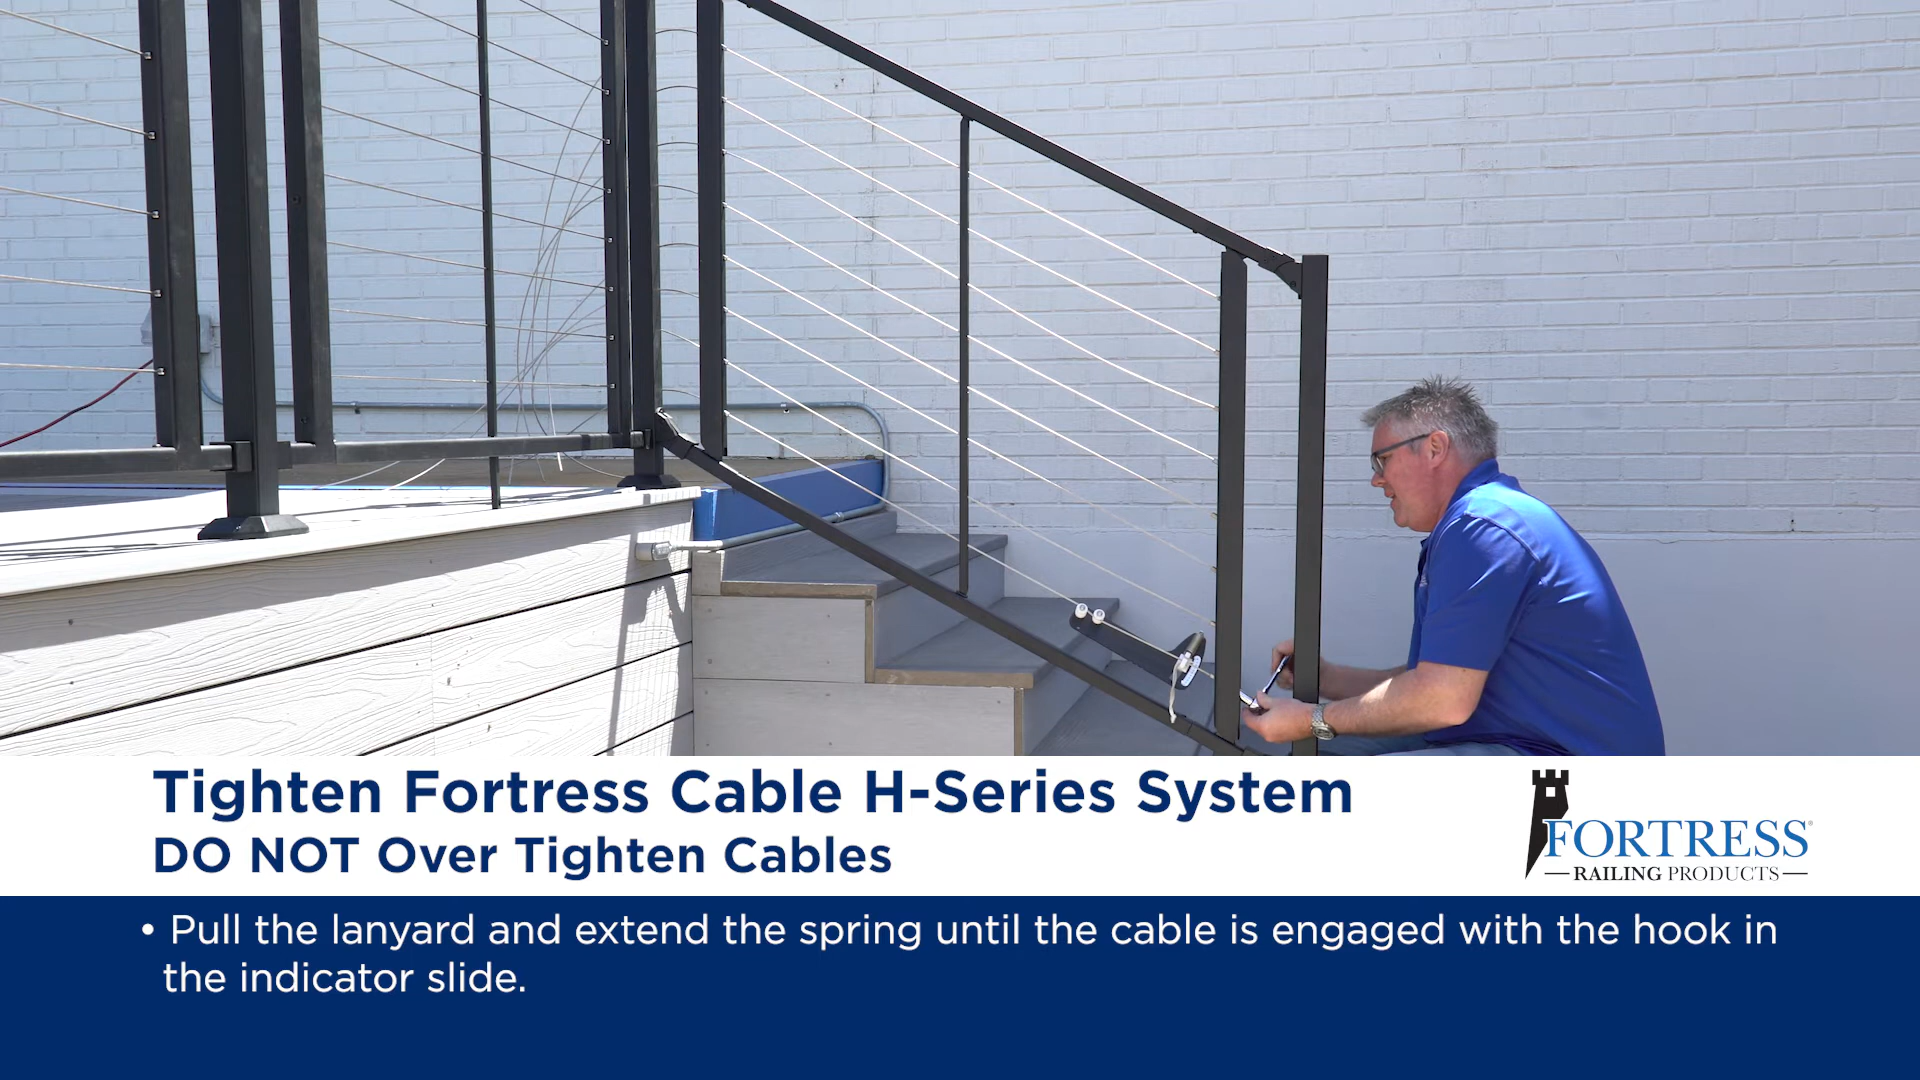 Tighten Fortress Cable H-Series System
DO NOT Over Tighten Cables
FORTRESS®
RAILING PRODUCTS
• Pull the lanyard and extend the spring until the cable is engaged with the hook in
the indicator slide.